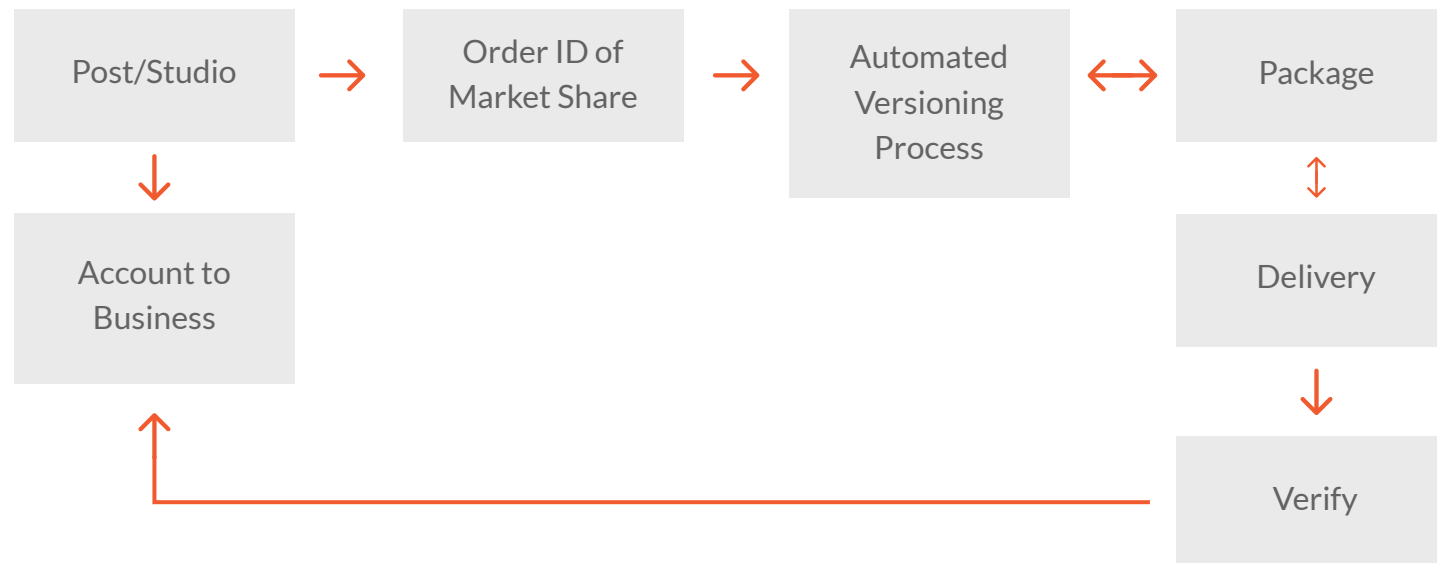 Post/Studio
Order ID of
Market Share
Automated
Versioning
Process
Package
Account to
Business
Delivery
Verify